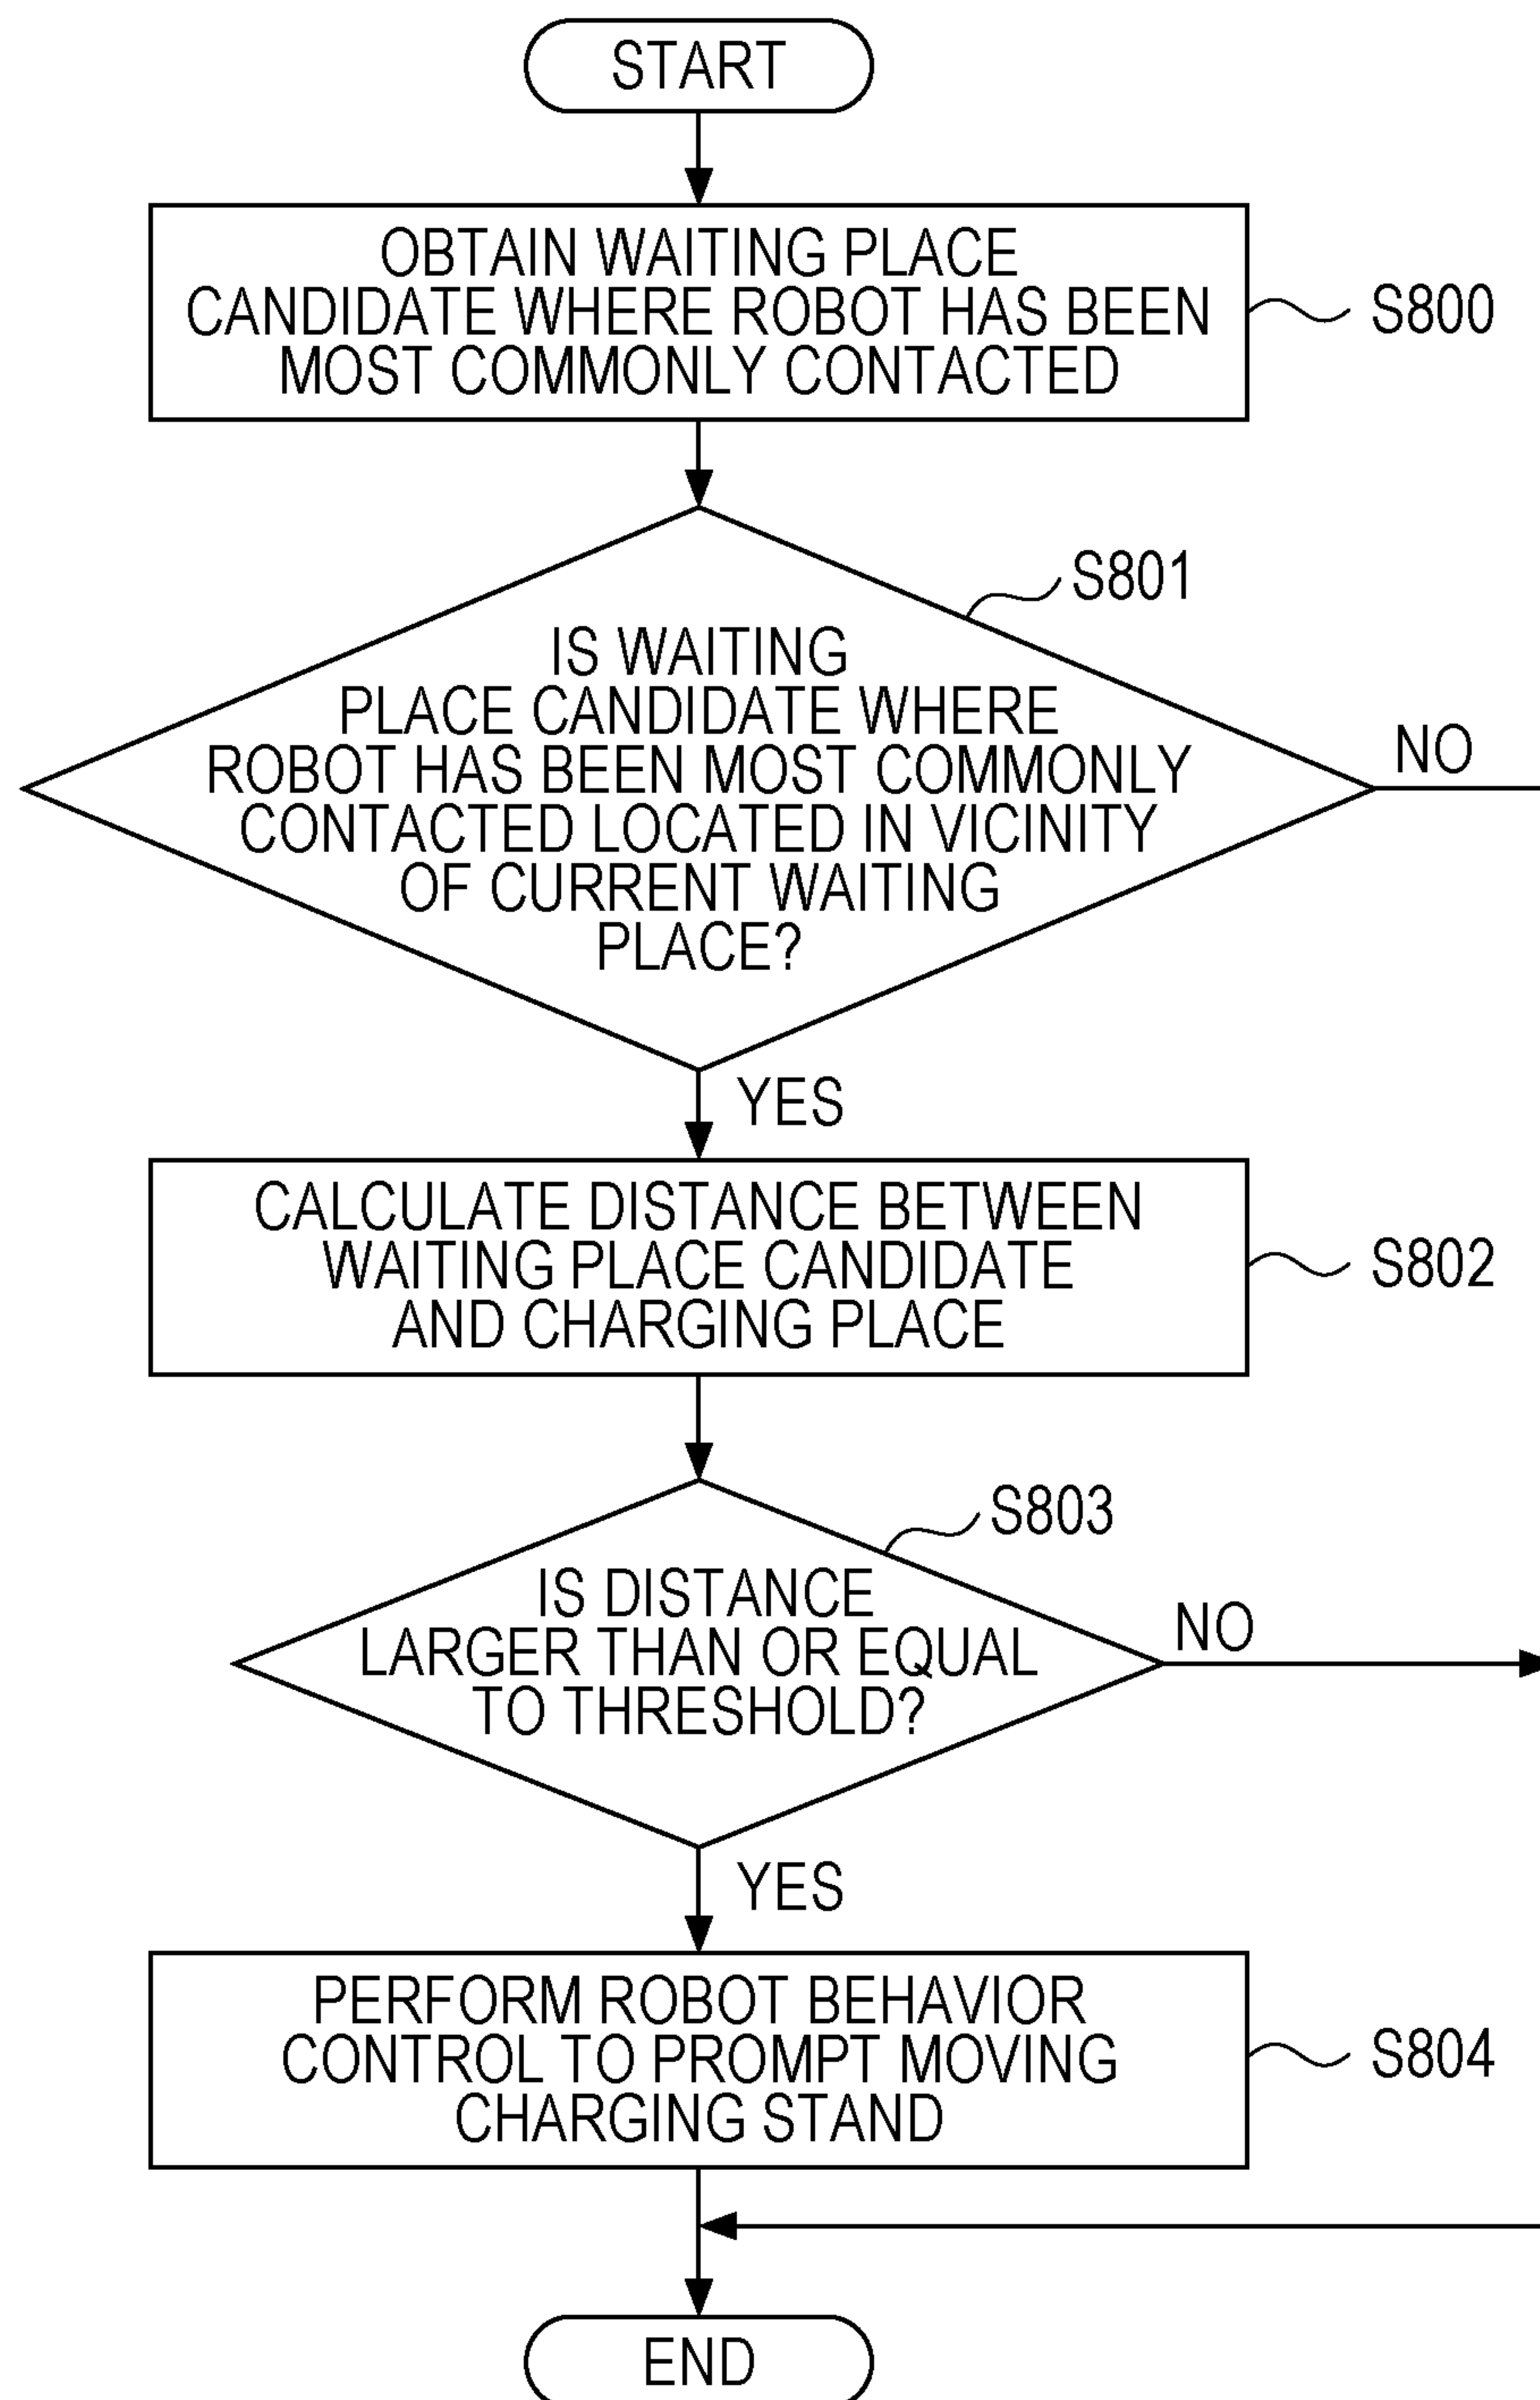 START
OBTAIN WAITING PLACE
CANDIDATE WHERE ROBOT HAS BEEN
MOST COMMONLY CONTACTED
S800
S801
IS WAITING
PLACE CANDIDATE WHERE
ROBOT HAS BEEN MOST COMMONLY
CONTACTED LOCATED IN VICINITY
OF CURRENT WAITING
PLACE?
NO
YES
CALCULATE DISTANCE BETWEEN
WAITING PLACE CANDIDATE
AND CHARGING PLACE
S802
S803
IS DISTANCE
LARGER THAN OR EQUAL
TO THRESHOLD?
NO
YES
PERFORM ROBOT BEHAVIOR
CONTROL TO PROMPT MOVING
CHARGING STAND
S804
END